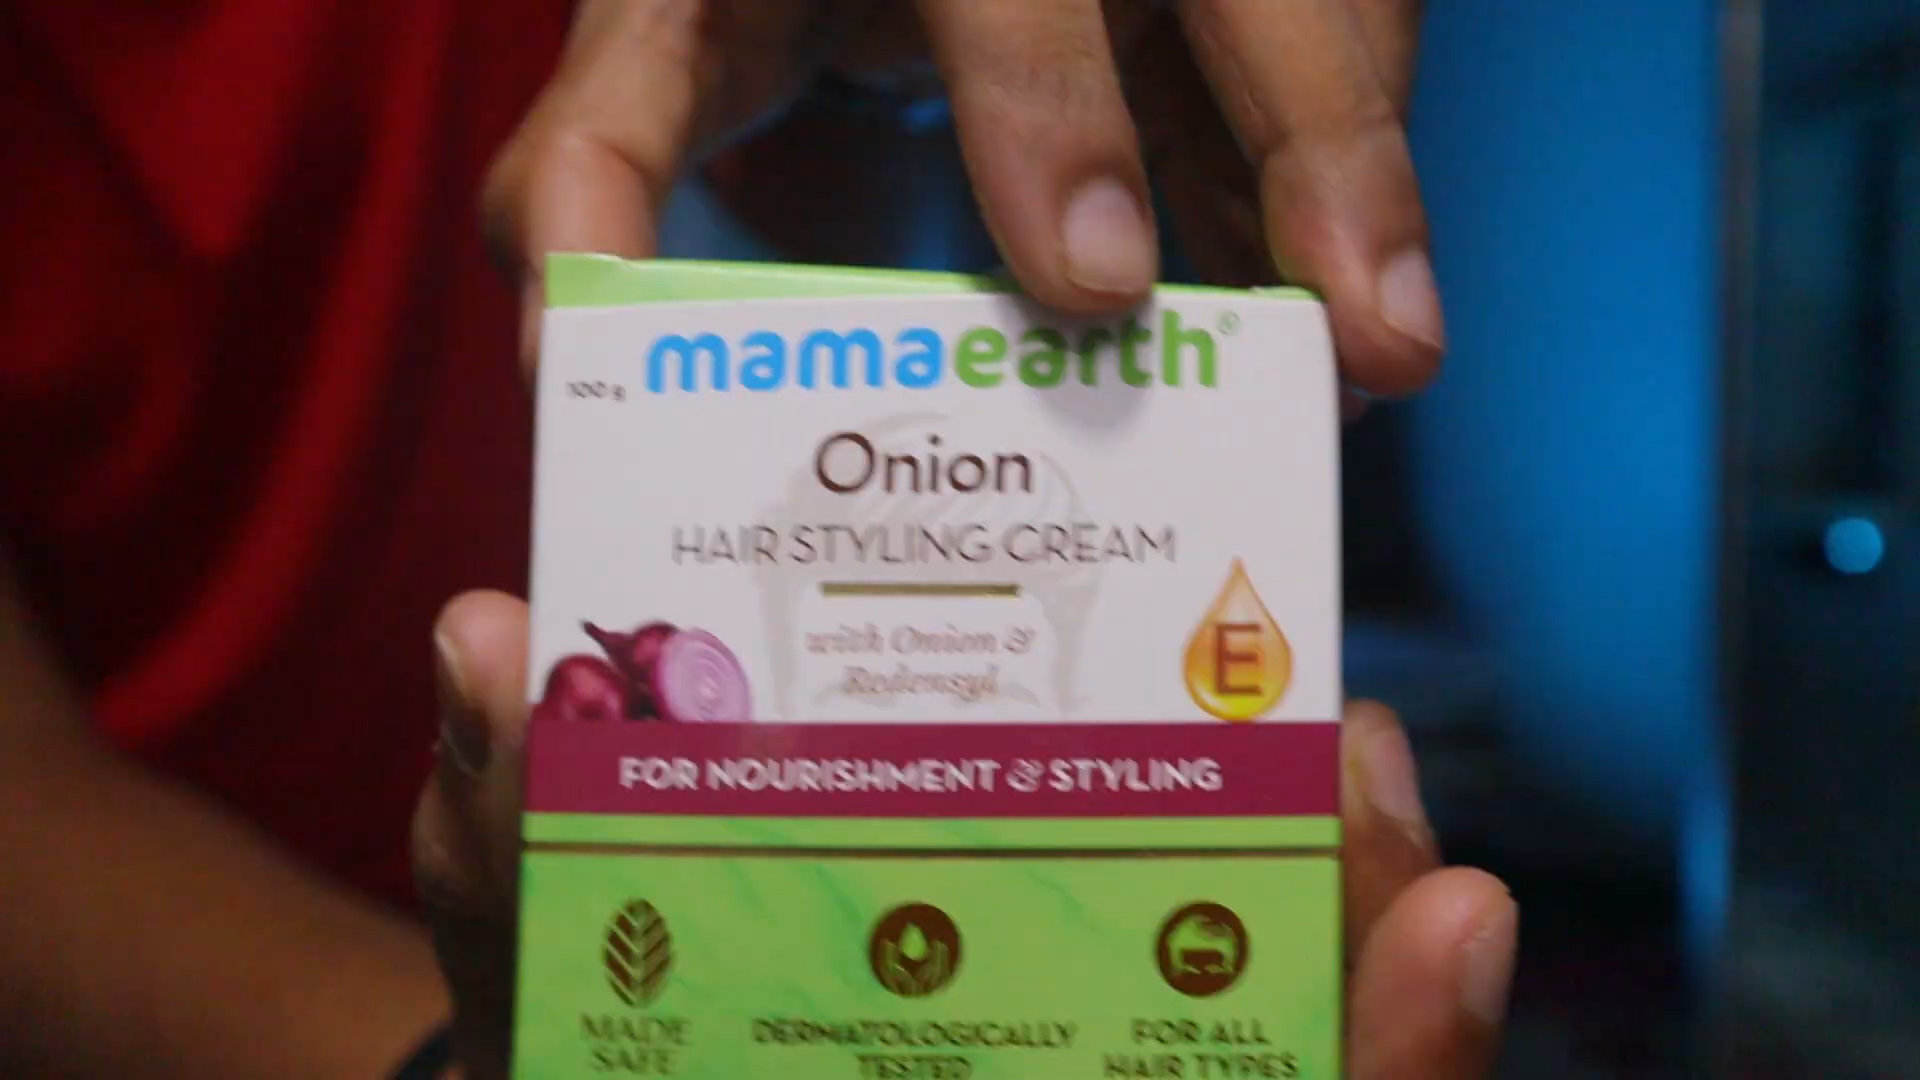 mamaearth®
100 g
Onion
HAIR STYLING CREAM
with Onion &
Redensyl
E
FOR NOURISHMENT & STYLING
MADE
SAFE
DERMATOLOGICALLY
TESTED
FOR ALL
HAIR TYPES